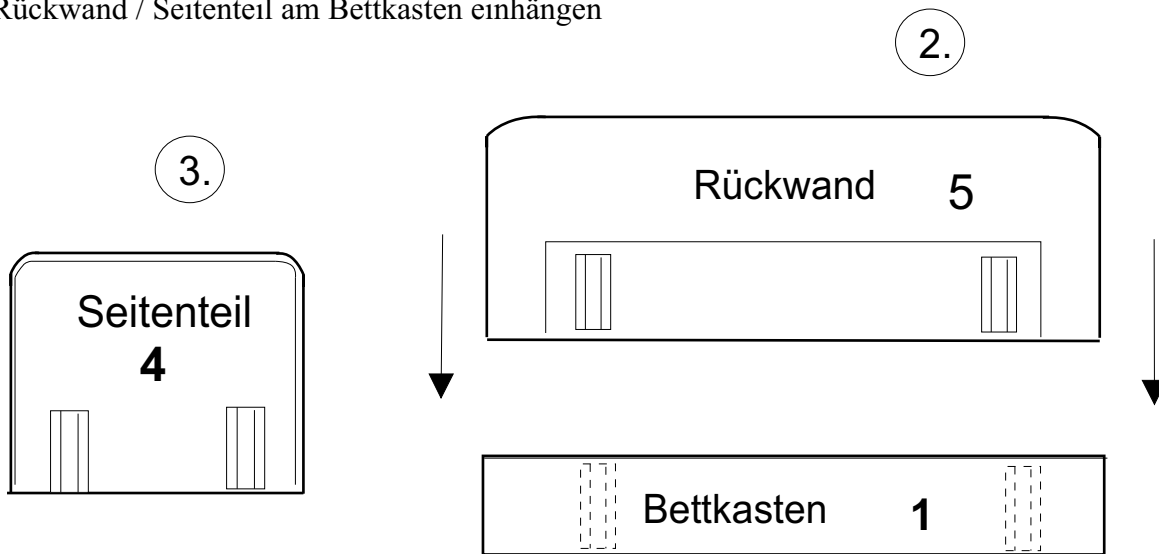 Rückwand / Seitenteil am Bettkasten einhängen
2.
3.
Rückwand 5
Seitenteil
4
Bettkasten 1